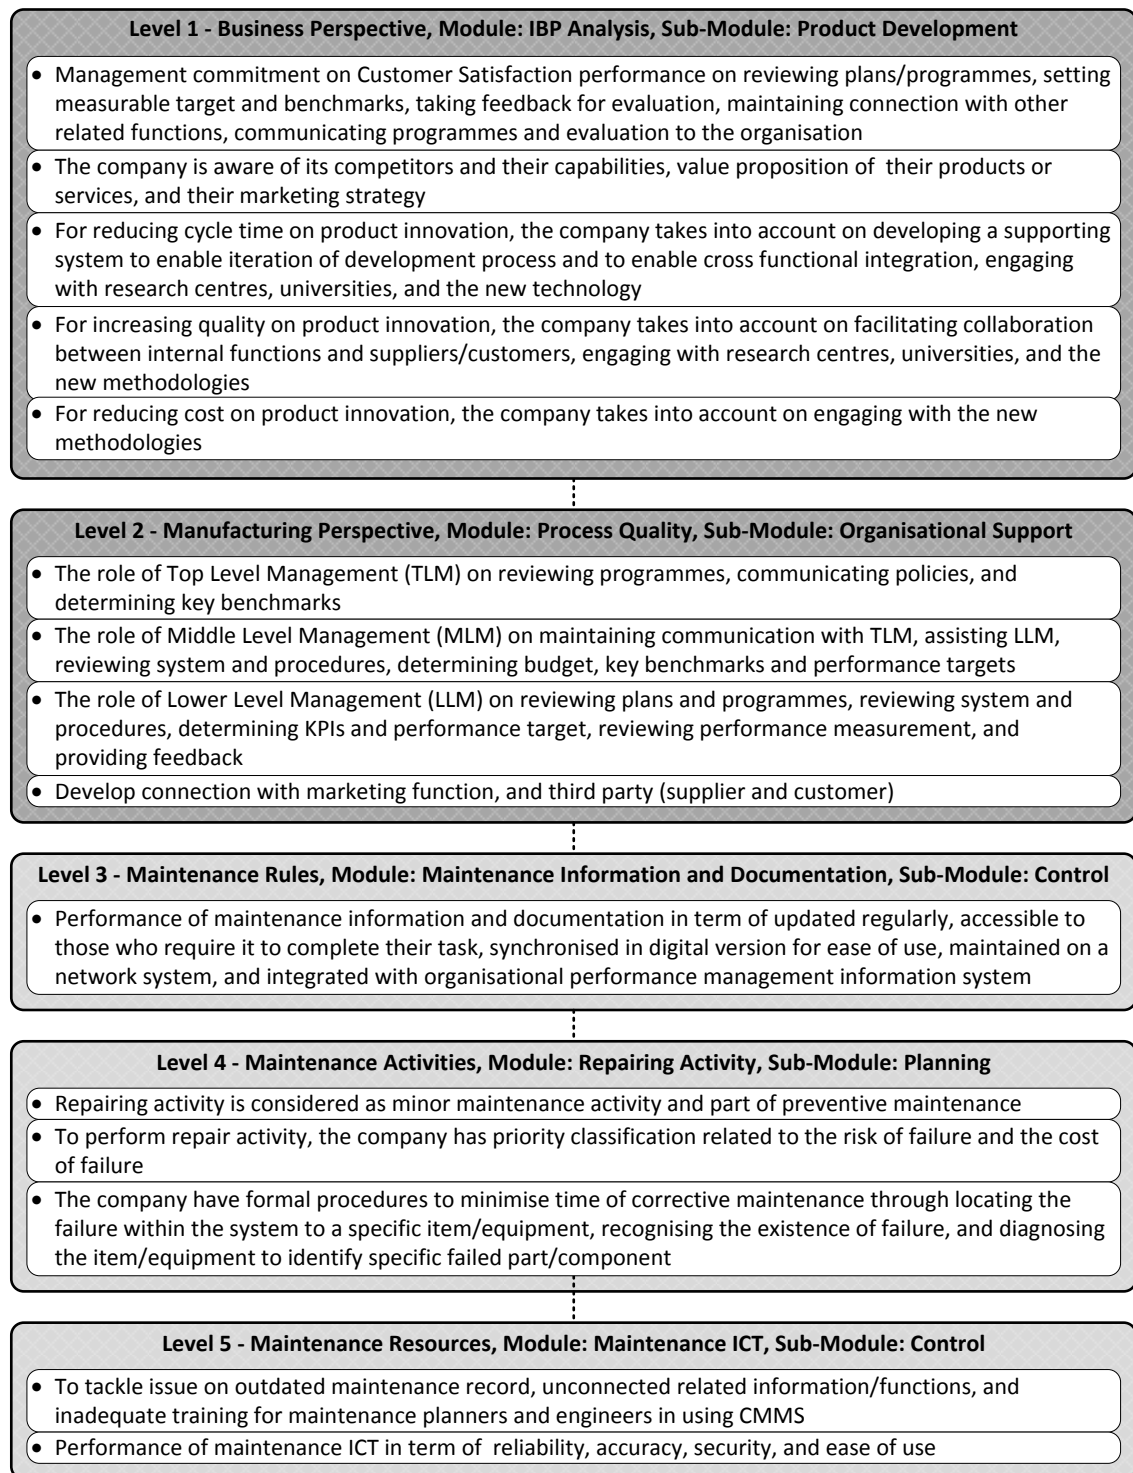 Level 1 - Business Perspective, Module: IBP Analysis, Sub-Module: Product Development
• Management commitment on Customer Satisfaction performance on reviewing plans/programmes, setting
measurable target and benchmarks, taking feedback for evaluation, maintaining connection with other
related functions, communicating programmes and evaluation to the organisation
• The company is aware of its competitors and their capabilities, value proposition of their products or
services, and their marketing strategy
• For reducing cycle time on product innovation, the company takes into account on developing a supporting
system to enable iteration of development process and to enable cross functional integration, engaging
with research centres, universities, and the new technology
• For increasing quality on product innovation, the company takes into account on facilitating collaboration
between internal functions and suppliers/customers, engaging with research centres, universities, and the
new methodologies
• For reducing cost on product innovation, the company takes into account on engaging with the new
methodologies
Level 2 - Manufacturing Perspective, Module: Process Quality, Sub-Module: Organisational Support
• The role of Top Level Management (TLM) on reviewing programmes, communicating policies, and
determining key benchmarks
• The role of Middle Level Management (MLM) on maintaining communication with TLM, assisting LLM,
reviewing system and procedures, determining budget, key benchmarks and performance targets
• The role of Lower Level Management (LLM) on reviewing plans and programmes, reviewing system and
procedures, determining KPIs and performance target, reviewing performance measurement, and
providing feedback
• Develop connection with marketing function, and third party (supplier and customer)
Level 3 - Maintenance Rules, Module: Maintenance Information and Documentation, Sub-Module: Control
• Performance of maintenance information and documentation in term of updated regularly, accessible to
those who require it to complete their task, synchronised in digital version for ease of use, maintained on a
network system, and integrated with organisational performance management information system
Level 4 - Maintenance Activities, Module: Repairing Activity, Sub-Module: Planning
• Repairing activity is considered as minor maintenance activity and part of preventive maintenance
• To perform repair activity, the company has priority classification related to the risk of failure and the cost
of failure
• The company have formal procedures to minimise time of corrective maintenance through locating the
failure within the system to a specific item/equipment, recognising the existence of failure, and diagnosing
the item/equipment to identify specific failed part/component
Level 5 - Maintenance Resources, Module: Maintenance ICT, Sub-Module: Control
• To tackle issue on outdated maintenance record, unconnected related information/functions, and
inadequate training for maintenance planners and engineers in using CMMS
• Performance of maintenance ICT in term of reliability, accuracy, security, and ease of use